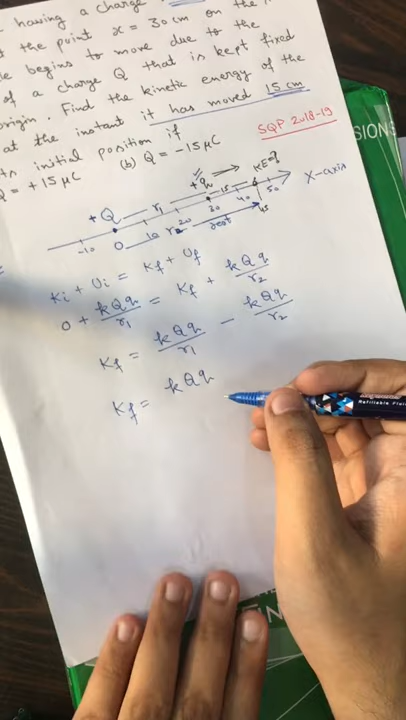 having a charge
the point x = 30 cm on the
begins to move due to the
of a charge Q that is kept fixed
origin. Find the kinetic energy of the
at the instant it has moved 15 cm
its initial position if
Q = +15 μC (b) Q = -15 μC
SQP 2018-19
+Q r₁ +q 15 KE=?
-10 0 10 20 30 40 50 X-axis
r₂ rest 45
Ki + Ui = Kf + Uf
0 + kQq/r₁ = Kf + kQq/r₂
Kf = kQq/r₁ - kQq/r₂
Kf = kQq